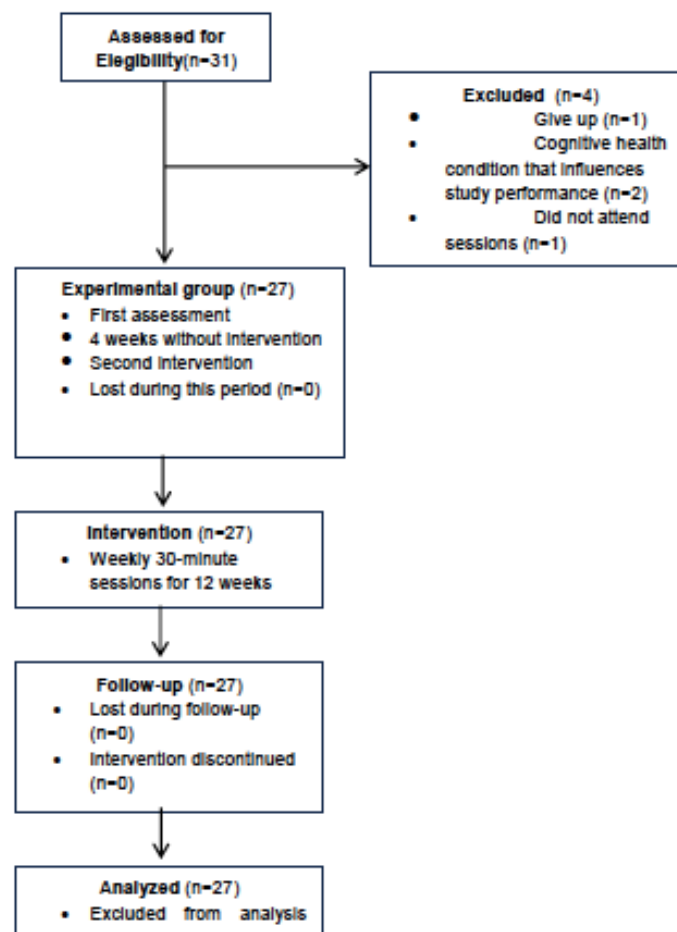 Assessed for
Elegibility(n=31)
Excluded (n=4)
• Give up (n=1)
• Cognitive health
condition that influences
study performance (n=2)
• Did not attend
sessions (n=1)
Experimental group (n=27)
• First assessment
• 4 weeks without intervention
• Second intervention
• Lost during this period (n=0)
Intervention (n=27)
• Weekly 30-minute
sessions for 12 weeks
Follow-up (n=27)
• Lost during follow-up
(n=0)
• Intervention discontinued
(n=0)
Analyzed (n=27)
• Excluded from analysis